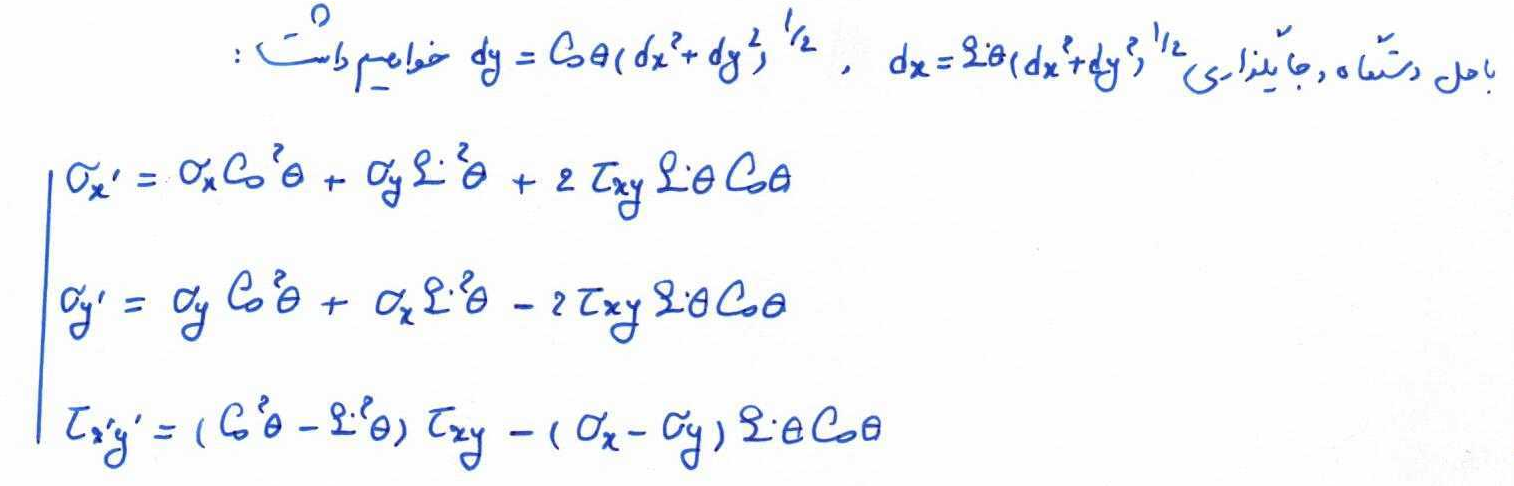 با حل دستگاه و جایگذاری dx = Sinθ(dx²+dy²)^1/2 , dy = Cosθ(dx²+dy²)^1/2 خواهیم داشت :
σx' = σx Cos²θ + σy Sin²θ + 2 τxy Sinθ Cosθ
σy' = σy Cos²θ + σx Sin²θ - 2 τxy Sinθ Cosθ
τx'y' = (Cos²θ - Sin²θ) τxy - (σx - σy) Sinθ Cosθ